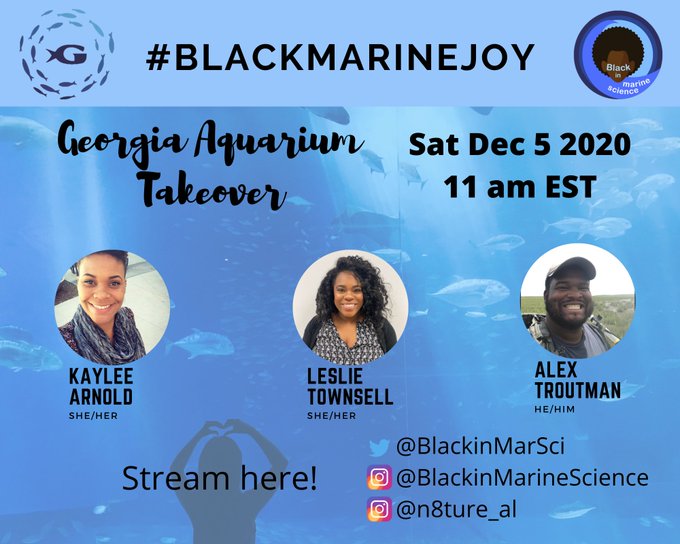 #BLACKMARINEJOY
G
Black
in
marine
science
Georgia Aquarium
Takeover
Sat Dec 5 2020
11 am EST
KAYLEE
ARNOLD
SHE/HER
LESLIE
TOWNSELL
SHE/HER
ALEX
TROUTMAN
HE/HIM
Stream here!
@BlackinMarSci
@BlackinMarineScience
@n8ture_al